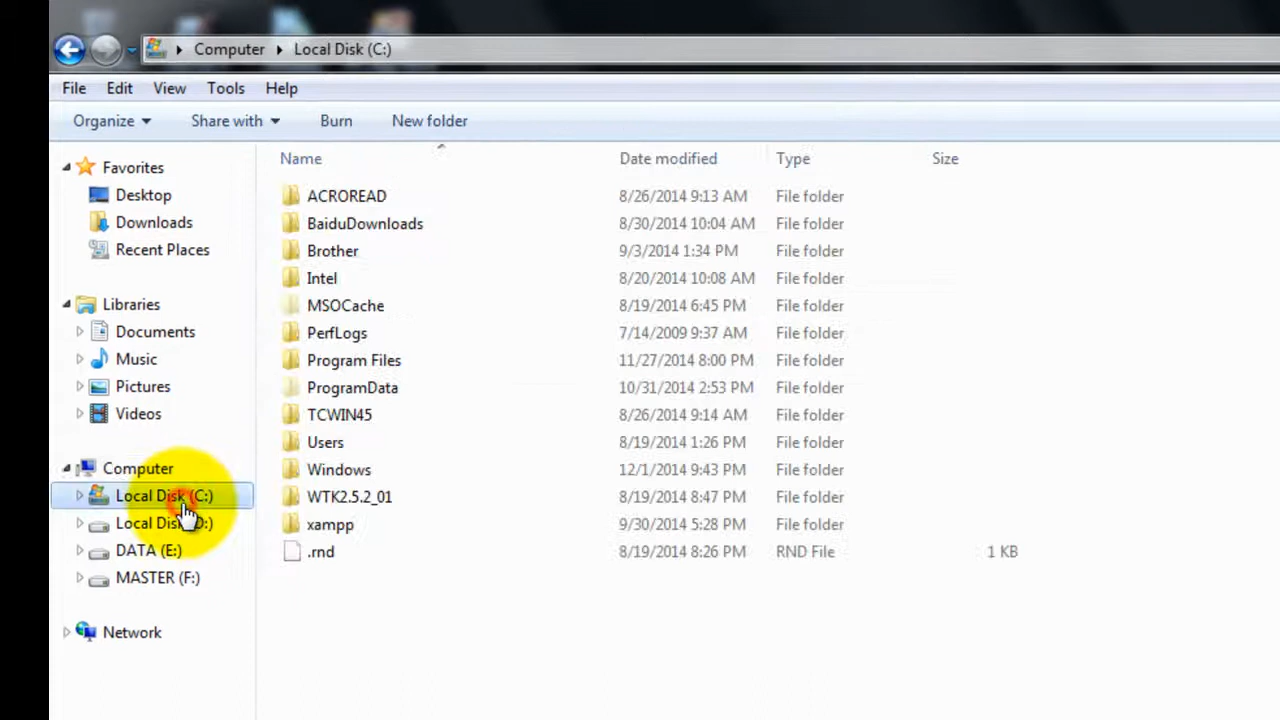 Computer Local Disk (C:)
File Edit View Tools Help
Organize Share with Burn New folder
Name Date modified Type Size
Favorites
Desktop
Downloads
Recent Places
Libraries
Documents
Music
Pictures
Videos
Computer
Local Disk (C:)
Local Disk (D:)
DATA (E:)
MASTER (F:)
Network
ACROREAD 8/26/2014 9:13 AM File folder
BaiduDownloads 8/30/2014 10:04 AM File folder
Brother 9/3/2014 1:34 PM File folder
Intel 8/20/2014 10:08 AM File folder
MSOCache 8/19/2014 6:45 PM File folder
PerfLogs 7/14/2009 9:37 AM File folder
Program Files 11/27/2014 8:00 PM File folder
ProgramData 10/31/2014 2:53 PM File folder
TCWIN45 8/26/2014 9:14 AM File folder
Users 8/19/2014 1:26 PM File folder
Windows 12/1/2014 9:43 PM File folder
WTK2.5.2_01 8/19/2014 8:47 PM File folder
xampp 9/30/2014 5:28 PM File folder
.rnd 8/19/2014 8:26 PM RND File 1 KB